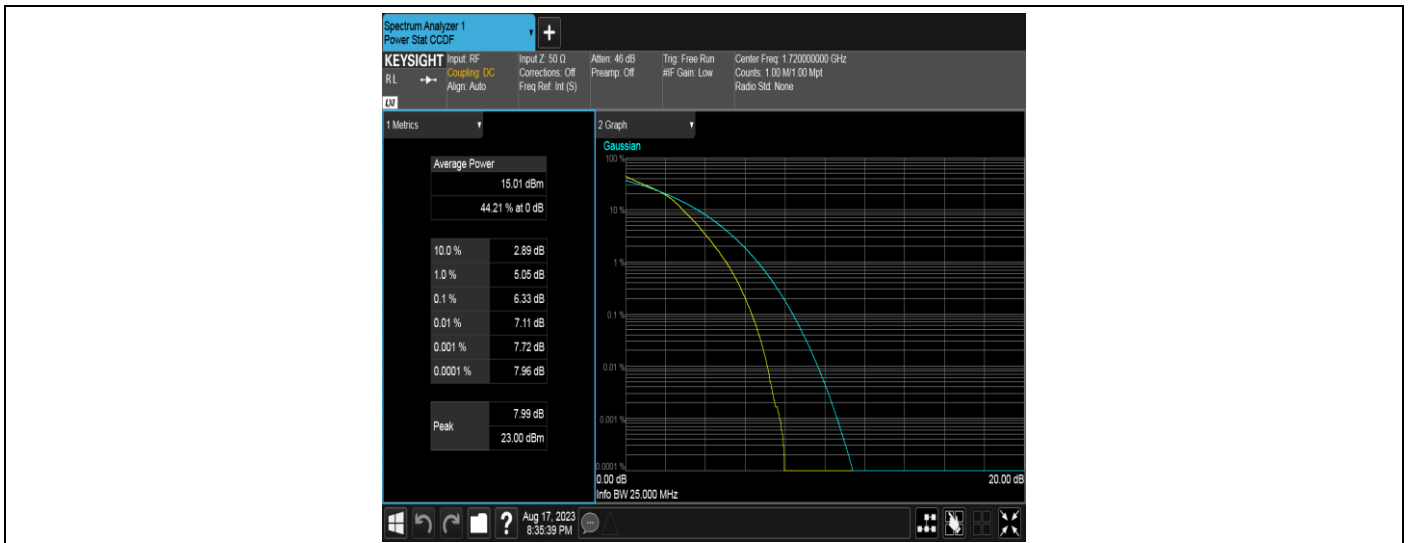 Spectrum Analyzer 1
Power Stat CCDF
+
KEYSIGHT
RL
LXI
Input: RF
Coupling: DC
Align: Auto
Input Z: 50 Ω
Corrections: Off
Freq Ref: Int (S)
Atten: 46 dB
Preamp: Off
Trig: Free Run
#IF Gain: Low
Center Freq: 1.720000000 GHz
Counts: 1.00 M/1.00 Mpt
Radio Std: None
1 Metrics
Average Power
15.01 dBm
44.21 % at 0 dB
10.0 % 2.89 dB
1.0 % 5.05 dB
0.1 % 6.33 dB
0.01 % 7.11 dB
0.001 % 7.72 dB
0.0001 % 7.96 dB
Peak
7.99 dB
23.00 dBm
2 Graph
Gaussian
100 %
10 %
1 %
0.1 %
0.01 %
0.001 %
0.0001 %
0.00 dB 20.00 dB
Info BW 25.000 MHz
?
Aug 17, 2023
8:35:39 PM